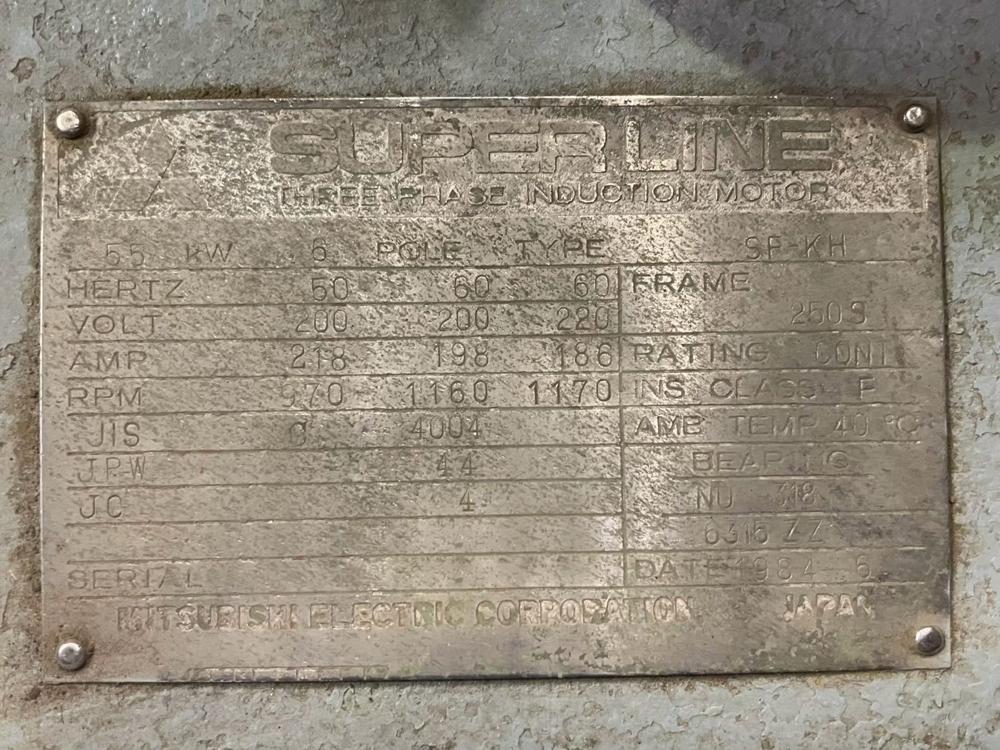 SUPER LINE
THREE PHASE INDUCTION MOTOR
55 KW 6 POLE TYPE SF-KH
HERTZ 50 60 60
FRAME
VOLT 200 200 220
250S
AMP 218 198 186
RATING CONT
RPM 970 1160 1170
INS CLASS F
JIS C 4004
AMB TEMP 40 °C
JPW 44
BEARING
JC 4
NU 318
6315 ZZ
SERIAL
DATE 1984 6
MITSUBISHI ELECTRIC CORPORATION JAPAN